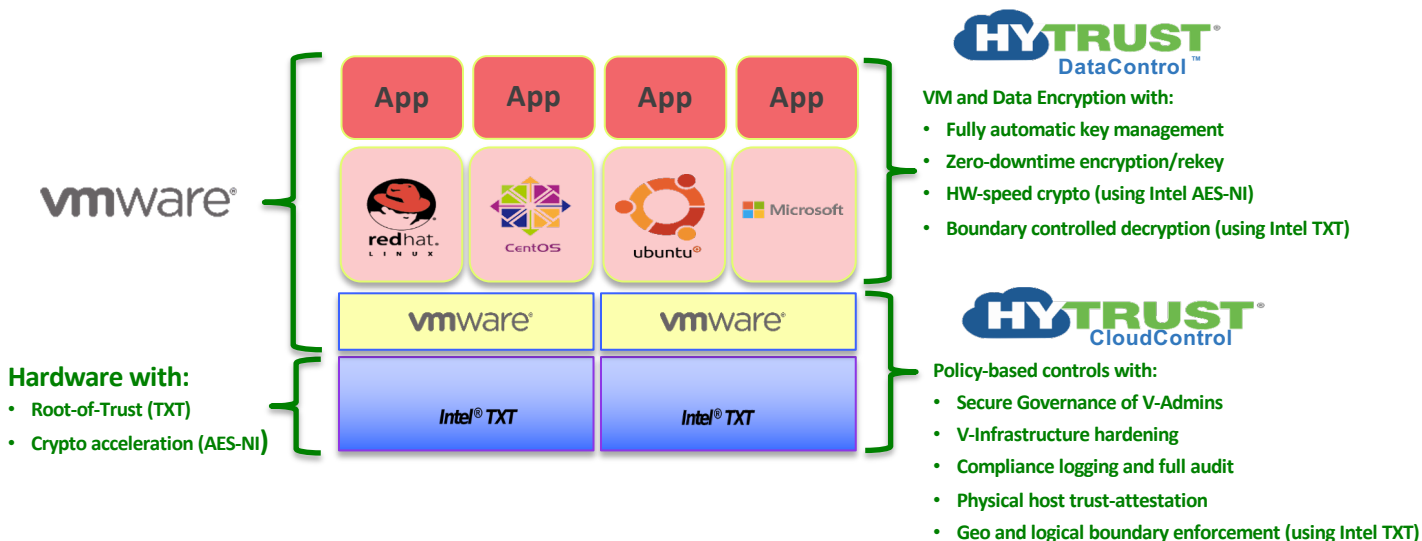 HYTRUST®
DataControl™
App App App App
VM and Data Encryption with:
• Fully automatic key management
• Zero-downtime encryption/rekey
• HW-speed crypto (using Intel AES-NI)
• Boundary controlled decryption (using Intel TXT)
vmware®
redhat.
LINUX
CentOS
ubuntu®
Microsoft
vmware® vmware®
HYTRUST®
CloudControl
Hardware with:
• Root-of-Trust (TXT)
• Crypto acceleration (AES-NI)
Intel® TXT Intel® TXT
Policy-based controls with:
• Secure Governance of V-Admins
• V-Infrastructure hardening
• Compliance logging and full audit
• Physical host trust-attestation
• Geo and logical boundary enforcement (using Intel TXT)